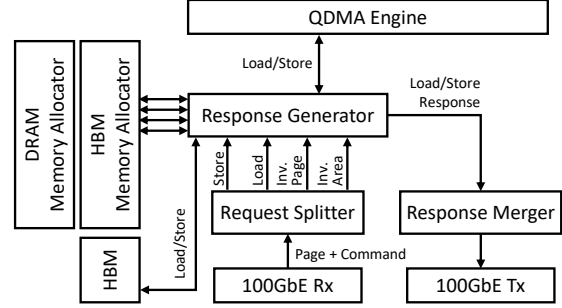 QDMA Engine
Load/Store
Load/Store
Response
DRAM
Memory Allocator
HBM
Memory Allocator
Response Generator
Store
Load
Inv.
Page
Inv.
Area
Load/Store
Request Splitter
Response Merger
HBM
Page + Command
100GbE Rx
100GbE Tx